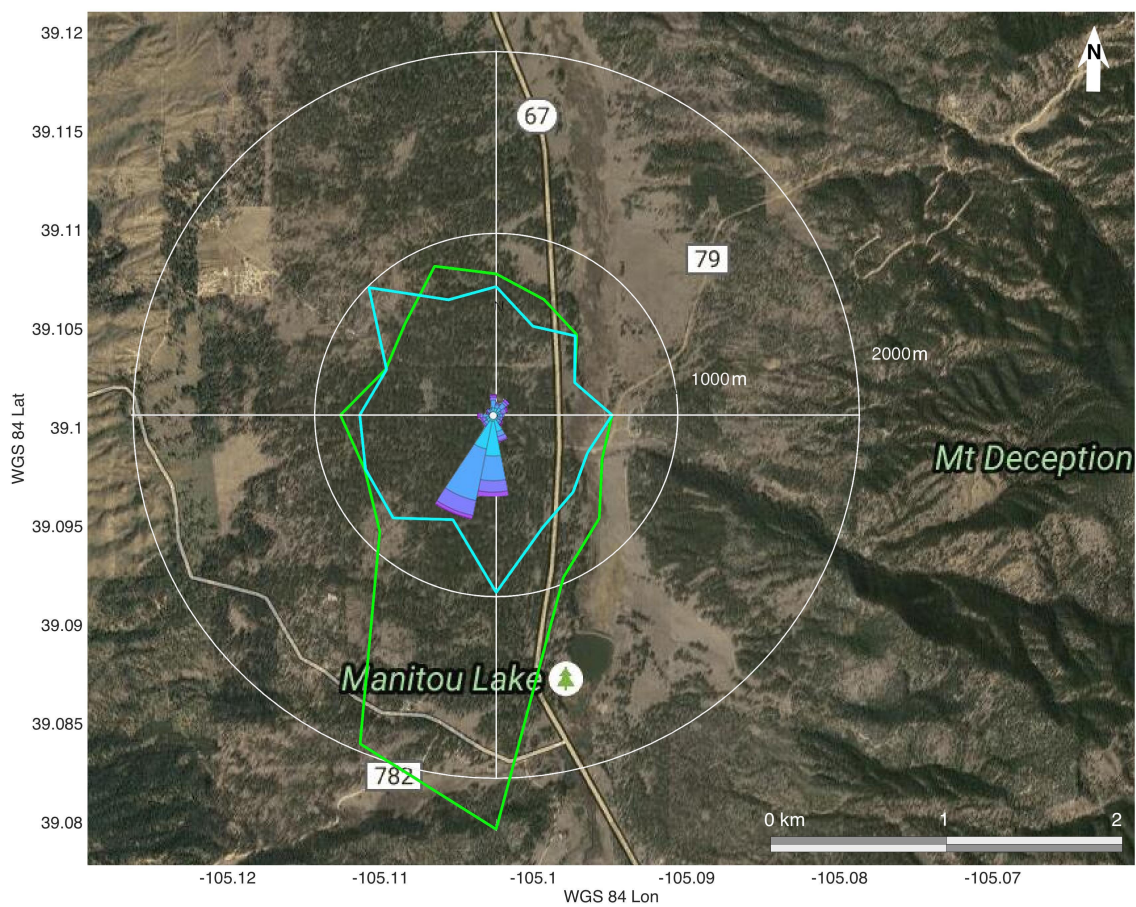 39.12
N
67
39.115
39.11
79
39.105
2000m
1000m
39.1
WGS 84 Lat
Mt Deception
39.095
39.09
Manitou Lake
39.085
782
39.08
0 km 1 2
-105.12 -105.11 -105.1 -105.09 -105.08 -105.07
WGS 84 Lon